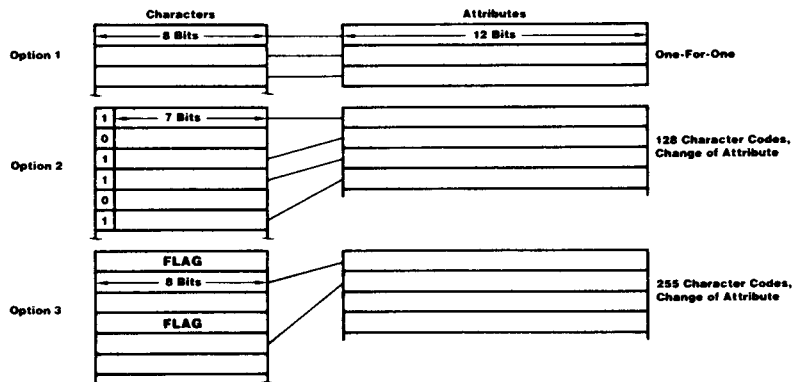 Characters Attributes
Option 1 8 Bits 12 Bits One-For-One
Option 2 1 7 Bits 128 Character Codes,
0 Change of Attribute
1
1
0
1
Option 3 FLAG 255 Character Codes,
8 Bits Change of Attribute
FLAG